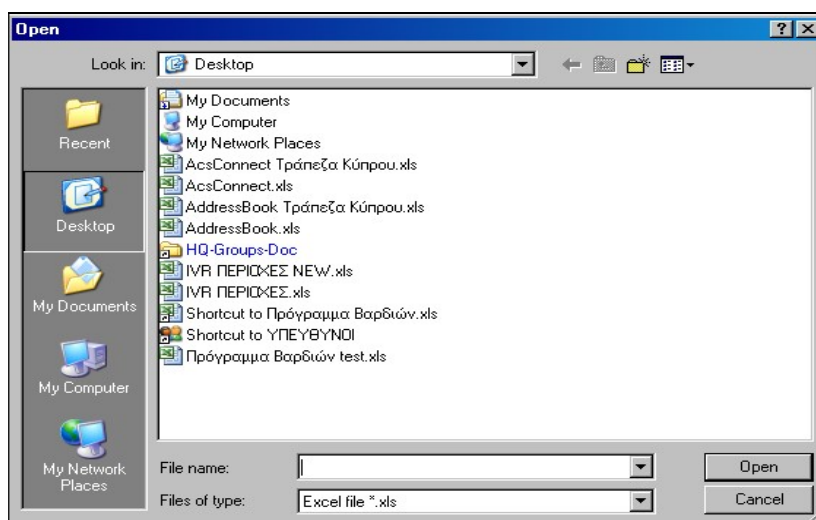 Open
Look in:
Desktop
Recent
Desktop
My Documents
My Computer
My Network
Places
My Documents
My Computer
My Network Places
AcsConnect Τράπεζα Κύπρου.xls
AcsConnect.xls
AddressBook Τράπεζα Κύπρου.xls
AddressBook.xls
HQ-Groups-Doc
IVR ΠΕΡΙΟΧΕΣ NEW.xls
IVR ΠΕΡΙΟΧΕΣ.xls
Shortcut to Πρόγραμμα Βαρδιών.xls
Shortcut to ΥΠΕΥΘΥΝΟΙ
Πρόγραμμα Βαρδιών test.xls
File name:
Open
Files of type:
Excel file *.xls
Cancel